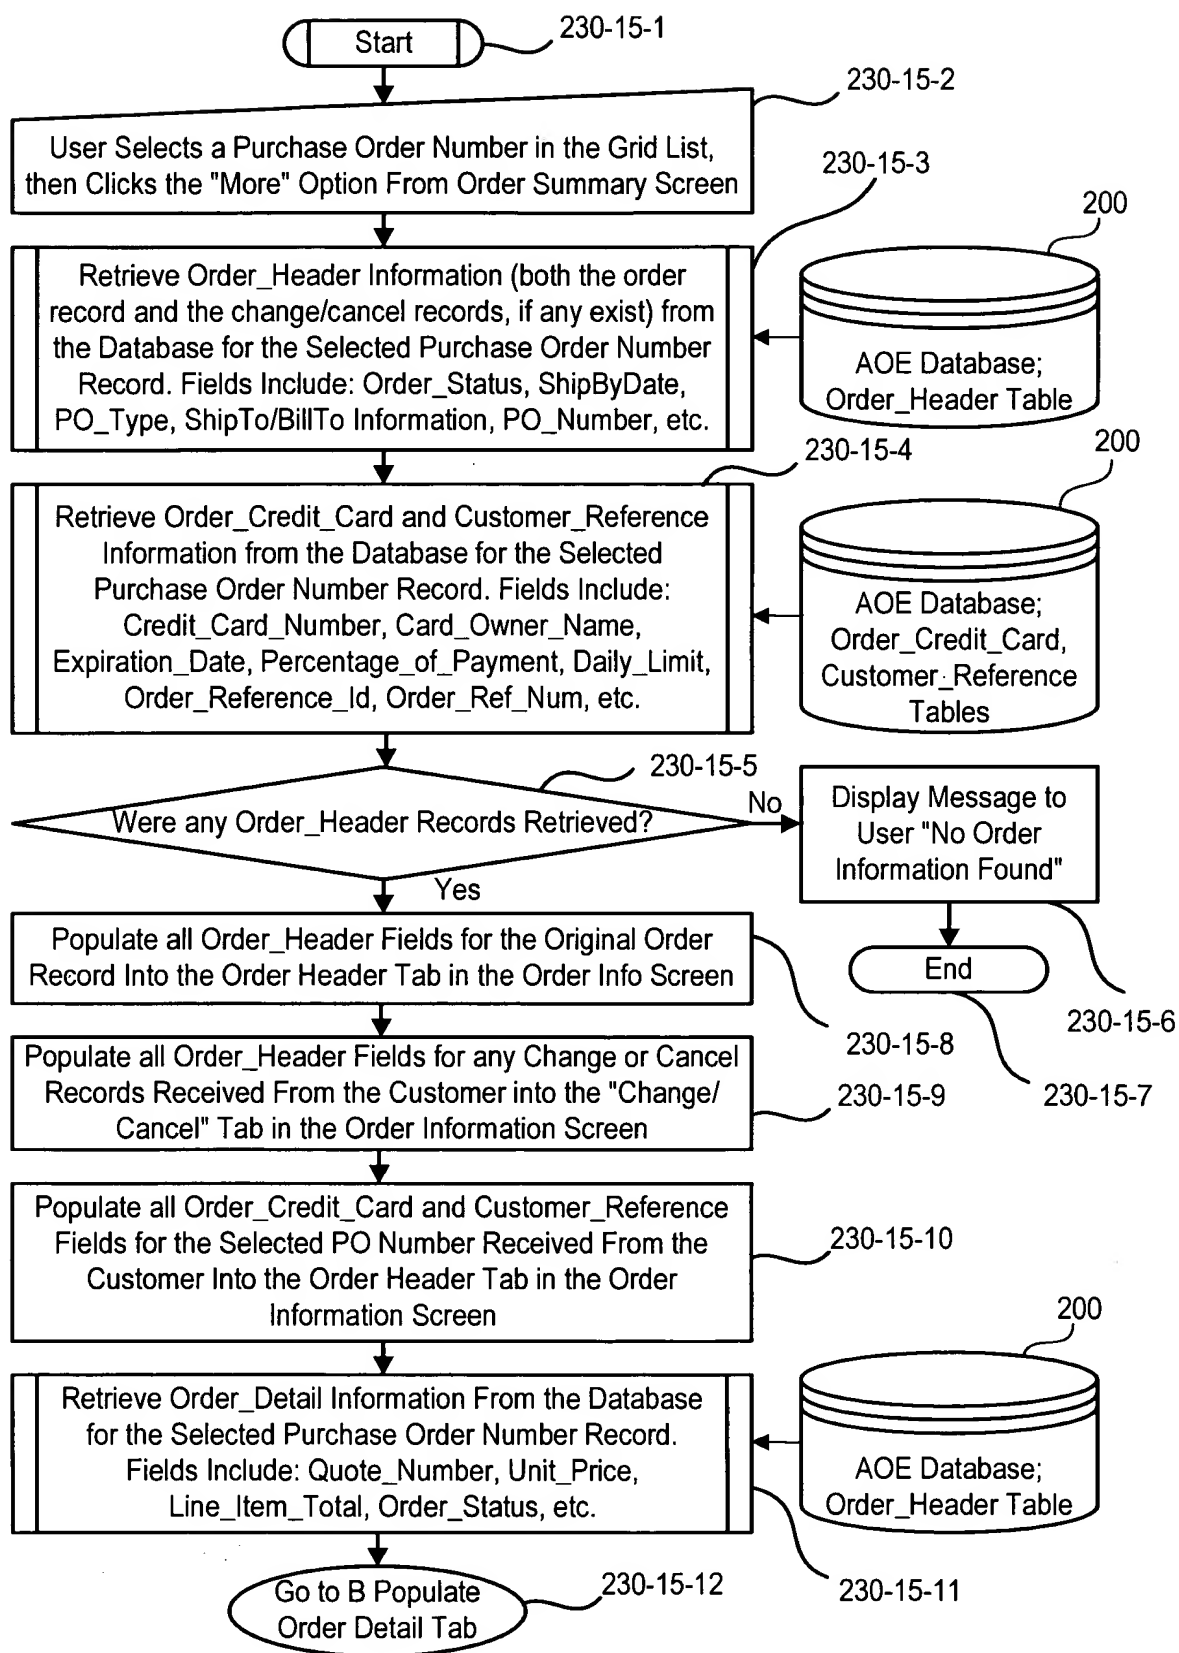 Start
230-15-1
230-15-2
User Selects a Purchase Order Number in the Grid List,
then Clicks the "More" Option From Order Summary Screen
230-15-3
200
Retrieve Order_Header Information (both the order
record and the change/cancel records, if any exist) from
the Database for the Selected Purchase Order Number
Record. Fields Include: Order_Status, ShipByDate,
PO_Type, ShipTo/BillTo Information, PO_Number, etc.
AOE Database;
Order_Header Table
230-15-4
200
Retrieve Order_Credit_Card and Customer_Reference
Information from the Database for the Selected
Purchase Order Number Record. Fields Include:
Credit_Card_Number, Card_Owner_Name,
Expiration_Date, Percentage_of_Payment, Daily_Limit,
Order_Reference_Id, Order_Ref_Num, etc.
AOE Database;
Order_Credit_Card,
Customer_Reference
Tables
230-15-5
Were any Order_Header Records Retrieved?
No
Yes
Display Message to
User "No Order
Information Found"
End
230-15-6
230-15-7
Populate all Order_Header Fields for the Original Order
Record Into the Order Header Tab in the Order Info Screen
230-15-8
Populate all Order_Header Fields for any Change or Cancel
Records Received From the Customer into the "Change/
Cancel" Tab in the Order Information Screen
230-15-9
Populate all Order_Credit_Card and Customer_Reference
Fields for the Selected PO Number Received From the
Customer Into the Order Header Tab in the Order
Information Screen
230-15-10
200
Retrieve Order_Detail Information From the Database
for the Selected Purchase Order Number Record.
Fields Include: Quote_Number, Unit_Price,
Line_Item_Total, Order_Status, etc.
AOE Database;
Order_Header Table
230-15-11
Go to B Populate
Order Detail Tab
230-15-12